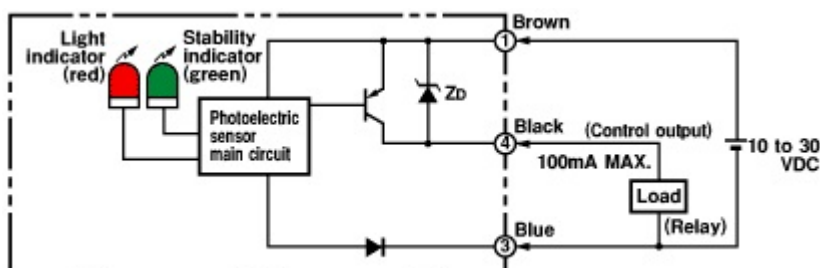 Light
indicator
(red)
Stability
indicator
(green)
Photoelectric
sensor
main circuit
ZD
Brown
1
Black
4
(Control output)
100mA MAX.
10 to 30
VDC
Load
(Relay)
Blue
3